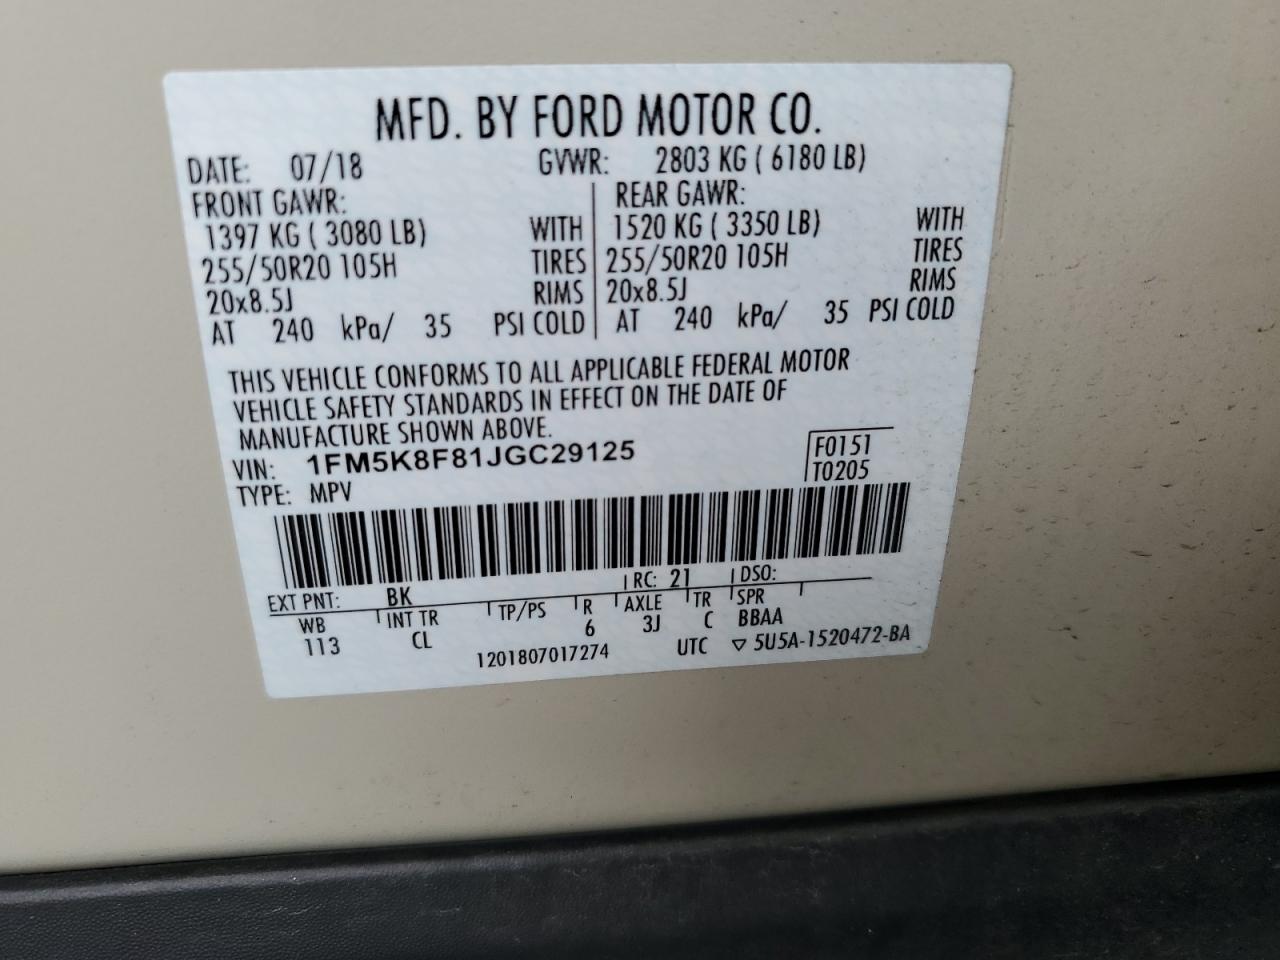 MFD. BY FORD MOTOR CO.
DATE: 07/18 GVWR: 2803 KG ( 6180 LB)
FRONT GAWR: REAR GAWR:
1397 KG ( 3080 LB) WITH 1520 KG ( 3350 LB) WITH
255/50R20 105H TIRES 255/50R20 105H TIRES
20x8.5J RIMS 20x8.5J RIMS
AT 240 kPa/ 35 PSI COLD AT 240 kPa/ 35 PSI COLD
THIS VEHICLE CONFORMS TO ALL APPLICABLE FEDERAL MOTOR
VEHICLE SAFETY STANDARDS IN EFFECT ON THE DATE OF
MANUFACTURE SHOWN ABOVE.
VIN: 1FM5K8F81JGC29125 F0151
TYPE: MPV T0205
EXT PNT: BK RC: 21 DSO:
WB INT TR TP/PS R AXLE TR SPR
113 CL 6 3J C BBAA
1201807017274 UTC ▽ 5U5A-1520472-BA